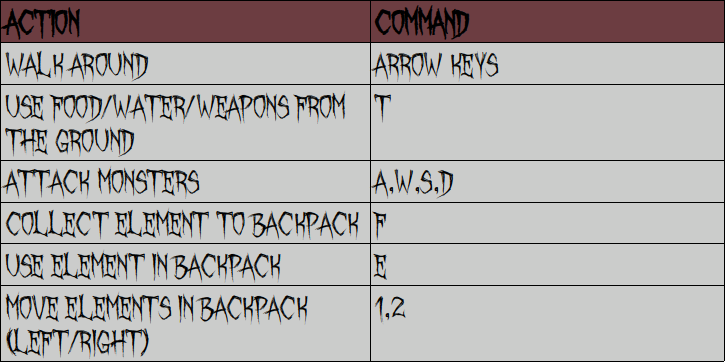 ACTION COMMAND
WALK AROUND ARROW KEYS
USE FOOD/WATER/WEAPONS FROM T
THE GROUND
ATTACK MONSTERS A,W,S,D
COLLECT ELEMENT TO BACKPACK F
USE ELEMENT IN BACKPACK E
MOVE ELEMENTS IN BACKPACK 1,2
(LEFT/RIGHT)